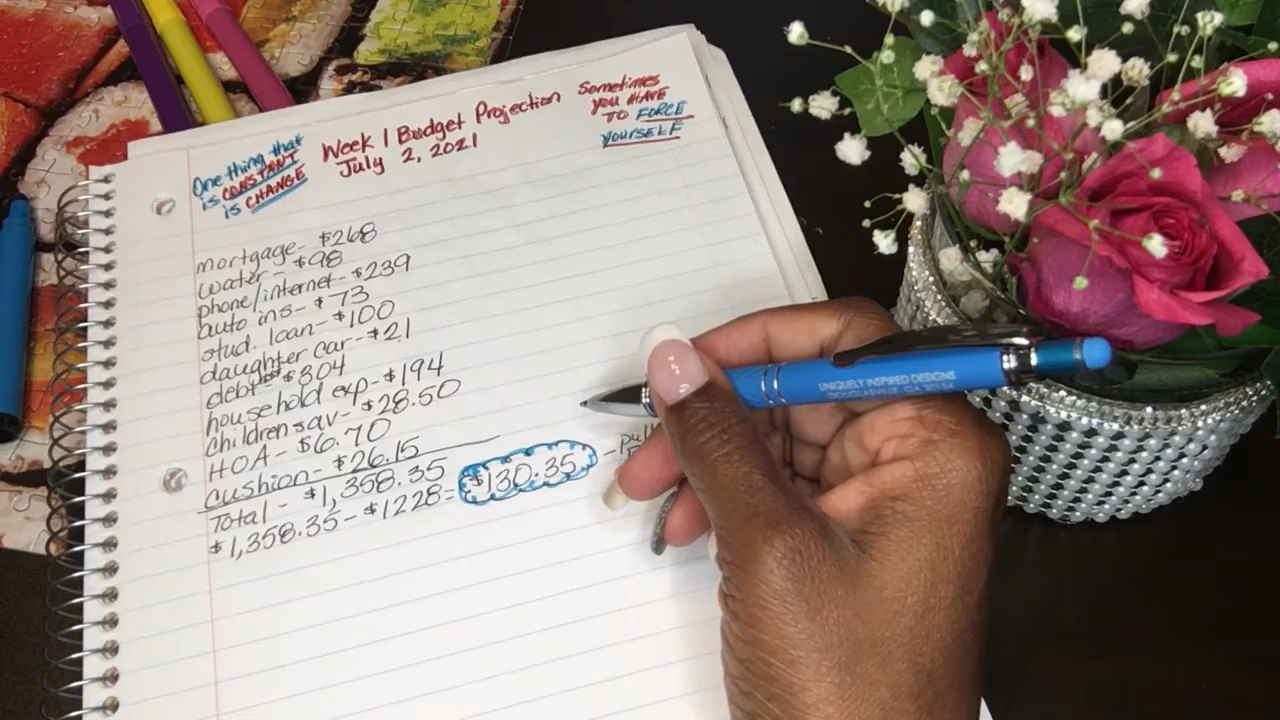 One thing that
is CONSTANT
is CHANGE
Week 1 Budget Projection
July 2, 2021
Sometimes
YOU HAVE
TO FORCE
YOURSELF
mortgage- $268
water- $98
phone/internet- $239
auto ins- $73
stud. loan- $100
daughter car- $21
debt- $304
household exp- $194
children sav- $28.50
HOA- $6.70
cushion- $26.15
Total - $1,358.35
$1,358.35 - $1228= $130.35 -
UNIQUELY INSPIRED DESIGNS
DOUGLASVILLE, GA 30134